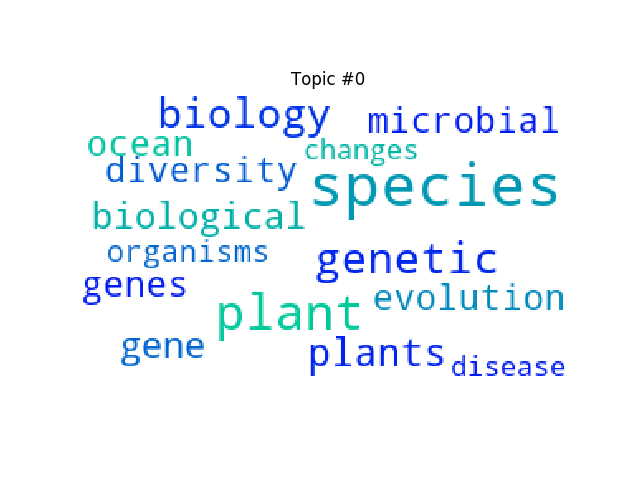 Topic #0
biology microbial
ocean changes
diversity species
biological
organisms genetic
genes evolution
plant
gene plants disease